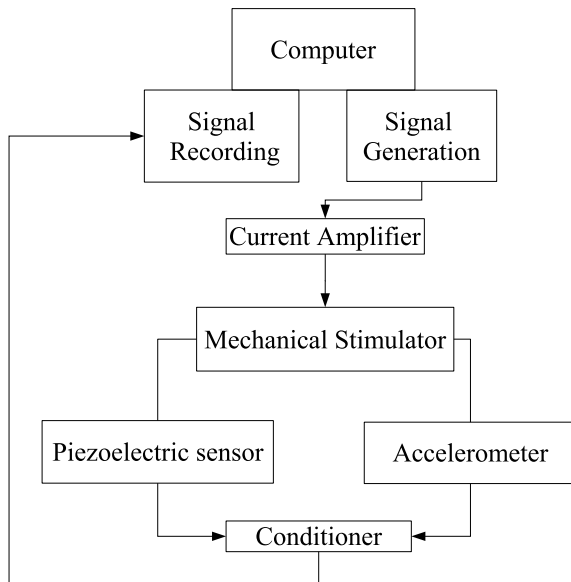 Computer
Signal
Recording
Signal
Generation
Current Amplifier
Mechanical Stimulator
Piezoelectric sensor
Accelerometer
Conditioner